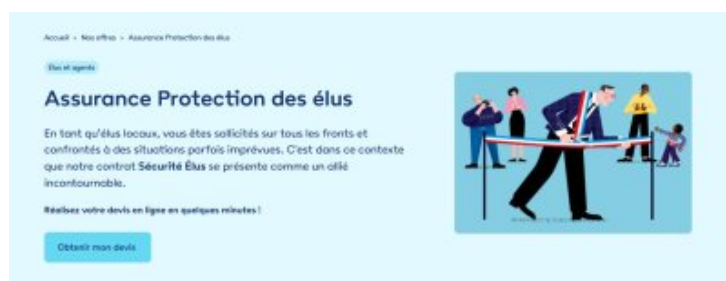 Accueil > Nos offres > Assurance Protection des élus
Élus et agents
Assurance Protection des élus
En tant qu'élus locaux, vous êtes sollicités sur tous les fronts et
confrontés à des situations parfois imprévues. C'est dans ce contexte
que notre contrat Sécurité Élus se présente comme un allié
incontournable.
Réalisez votre devis en ligne en quelques minutes !
Obtenir mon devis